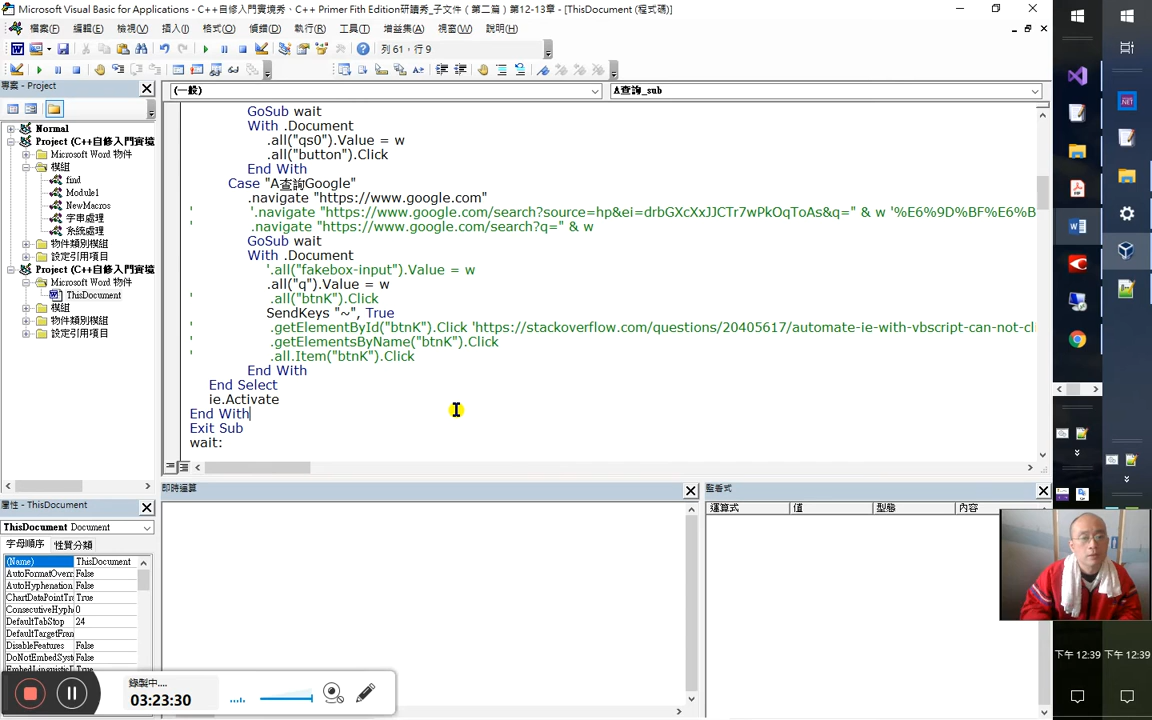 Microsoft Visual Basic for Applications - C++自修入門實境秀、C++ Primer Fith Edition研讀秀_子文件（第二篇）第12-13章 - [ThisDocument (程式碼)]
檔案(F) 編輯(E) 檢視(V) 插入(I) 格式(O) 偵錯(D) 執行(R) 工具(T) 增益集(A) 視窗(W) 說明(H)
列 61，行 9
專案 - Project
(一般)
A查詢_sub
Normal
Project (C++自修入門實境
Microsoft Word 物件
模組
find
Module1
NewMacros
字串處理
系統處理
物件類別模組
設定引用項目
Project (C++自修入門實境
Microsoft Word 物件
ThisDocument
模組
物件類別模組
設定引用項目
GoSub wait
With .Document
.all("qs0").Value = w
.all("button").Click
End With
Case "A查詢Google"
.navigate "https://www.google.com"
' '.navigate "https://www.google.com/search?source=hp&ei=drbGXcXxJJCTr7wPkOqToAs&q=" & w '%E6%9D%BF%E6%B
' .navigate "https://www.google.com/search?q=" & w
GoSub wait
With .Document
'.all("fakebox-input").Value = w
.all("q").Value = w
' .all("btnK").Click
SendKeys "~", True
' .getElementById("btnK").Click 'https://stackoverflow.com/questions/20405617/automate-ie-with-vbscript-can-not-cl
' .getElementsByName("btnK").Click
' .all.Item("btnK").Click
End With
End Select
ie.Activate
End With
Exit Sub
wait:
即時運算
監看式
運算式 值 型態 內容
屬性 - ThisDocument
ThisDocument Document
字母順序 性質分類
(Name) ThisDocument
AutoFormatOverr False
AutoHyphenation False
ChartDataPointTr True
ConsecutiveHyph 0
DefaultTabStop 24
DefaultTargetFran
DisableFeatures False
DoNotEmbedSyst False
EmbedLinguisticD True
錄製中....
03:23:30
下午 12:39 下午 12:39